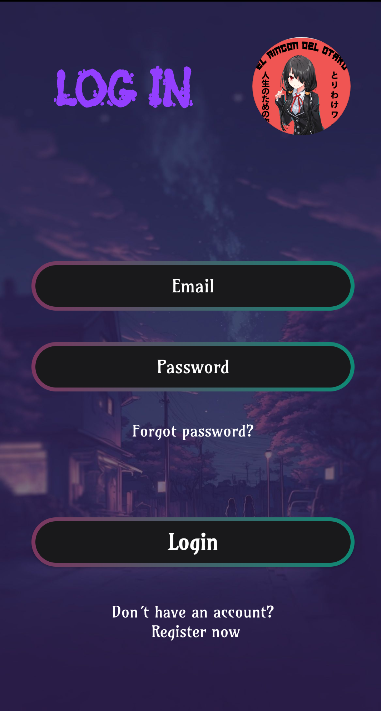 LOG IN
EL RINCON DEL OTAKU
人生のための
とりわけワ
Email
Password
Forgot password?
Login
Don´t have an account?
Register now